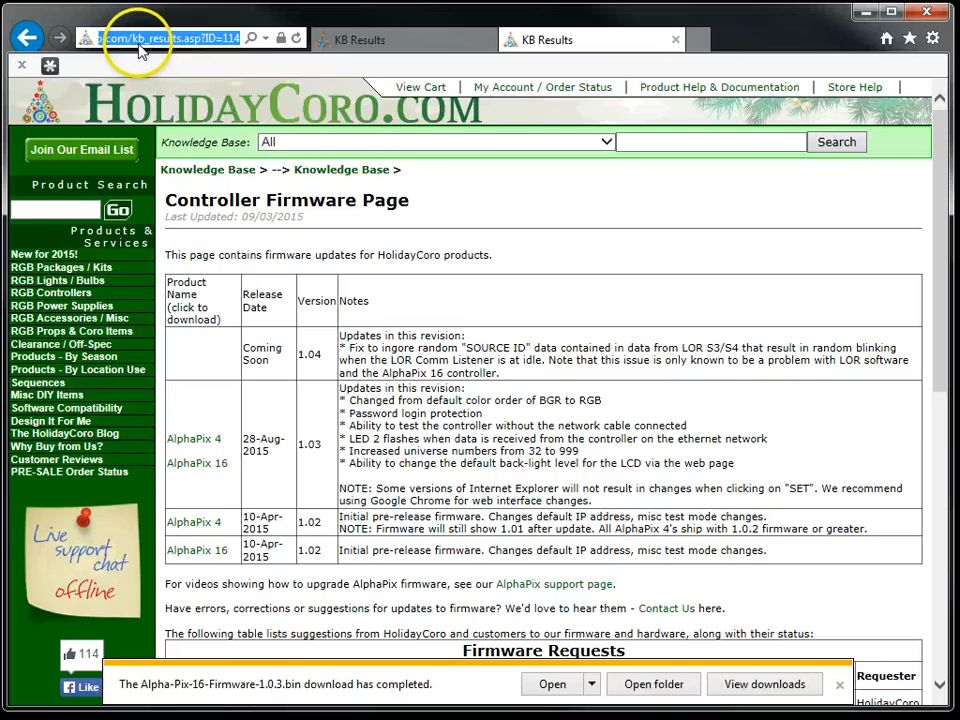 b.com/kb_results.asp?ID=114
KB Results
KB Results
View Cart | My Account / Order Status | Product Help & Documentation | Store Help |
HOLIDAYCORO.COM
Join Our Email List
Knowledge Base: All Search
Product Search
Go
Products &
Services
New for 2015!
RGB Packages / Kits
RGB Lights / Bulbs
RGB Controllers
RGB Power Supplies
RGB Accessories / Misc
RGB Props & Coro Items
Clearance / Off-Spec
Products - By Season
Products - By Location Use
Sequences
Misc DIY Items
Software Compatibility
Design It For Me
The HolidayCoro Blog
Why Buy from Us?
Customer Reviews
PRE-SALE Order Status
Live
support
chat
offline
114
Like
Knowledge Base > --> Knowledge Base >
Controller Firmware Page
Last Updated: 09/03/2015
This page contains firmware updates for HolidayCoro products.
Product
Name
(click to
download)
Release
Date
Version
Notes
Coming
Soon
1.04
Updates in this revision:
* Fix to ingore random "SOURCE ID" data contained in data from LOR S3/S4 that result in random blinking
when the LOR Comm Listener is at idle. Note that this issue is only known to be a problem with LOR software
and the AlphaPix 16 controller.
AlphaPix 4
AlphaPix 16
28-Aug-
2015
1.03
Updates in this revision:
* Changed from default color order of BGR to RGB
* Password login protection
* Ability to test the controller without the network cable connected
* LED 2 flashes when data is received from the controller on the ethernet network
* Increased universe numbers from 32 to 999
* Ability to change the default back-light level for the LCD via the web page
NOTE: Some versions of Internet Explorer will not result in changes when clicking on "SET". We recommend
using Google Chrome for web interface changes.
AlphaPix 4
10-Apr-
2015
1.02
Initial pre-release firmware. Changes default IP address, misc test mode changes.
NOTE: Firmware will still show 1.01 after update. All AlphaPix 4's ship with 1.0.2 firmware or greater.
AlphaPix 16
10-Apr-
2015
1.02
Initial pre-release firmware. Changes default IP address, misc test mode changes.
For videos showing how to upgrade AlphaPix firmware, see our AlphaPix support page.
Have errors, corrections or suggestions for updates to firmware? We'd love to hear them - Contact Us here.
The following table lists suggestions from HolidayCoro and customers to our firmware and hardware, along with their status:
Firmware Requests
Requester
HolidayCoro
The Alpha-Pix-16-Firmware-1.0.3.bin download has completed.
Open
Open folder
View downloads